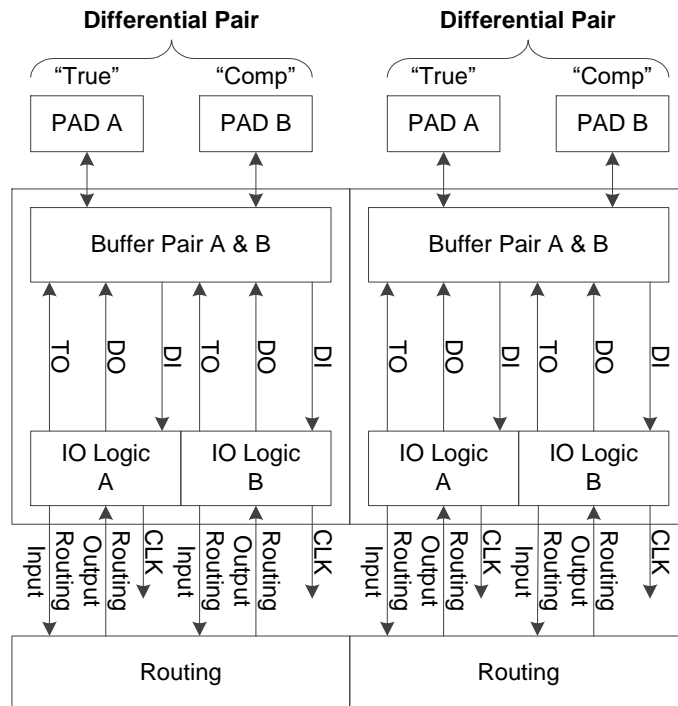 Differential Pair Differential Pair
“True” “Comp” “True” “Comp”
PAD A PAD B PAD A PAD B
Buffer Pair A & B Buffer Pair A & B
TO DO DI TO DO DI TO DO DI TO DO DI
IO Logic IO Logic IO Logic IO Logic
A B A B
Routing Input Routing Output CLK Routing Input Routing Output CLK Routing Input Routing Output CLK Routing Input Routing Output CLK
Routing Routing